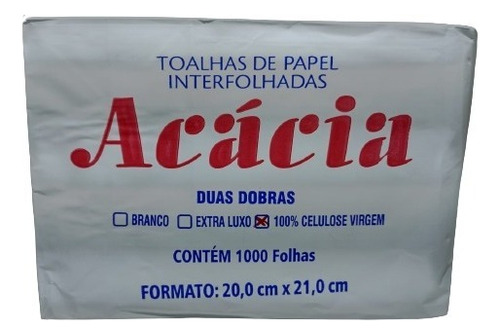 TOALHAS DE PAPEL
INTERFOLHADAS
Acácia
DUAS DOBRAS
BRANCO EXTRA LUXO 100% CELULOSE VIRGEM
CONTÉM 1000 Folhas
FORMATO: 20,0 cm x 21,0 cm